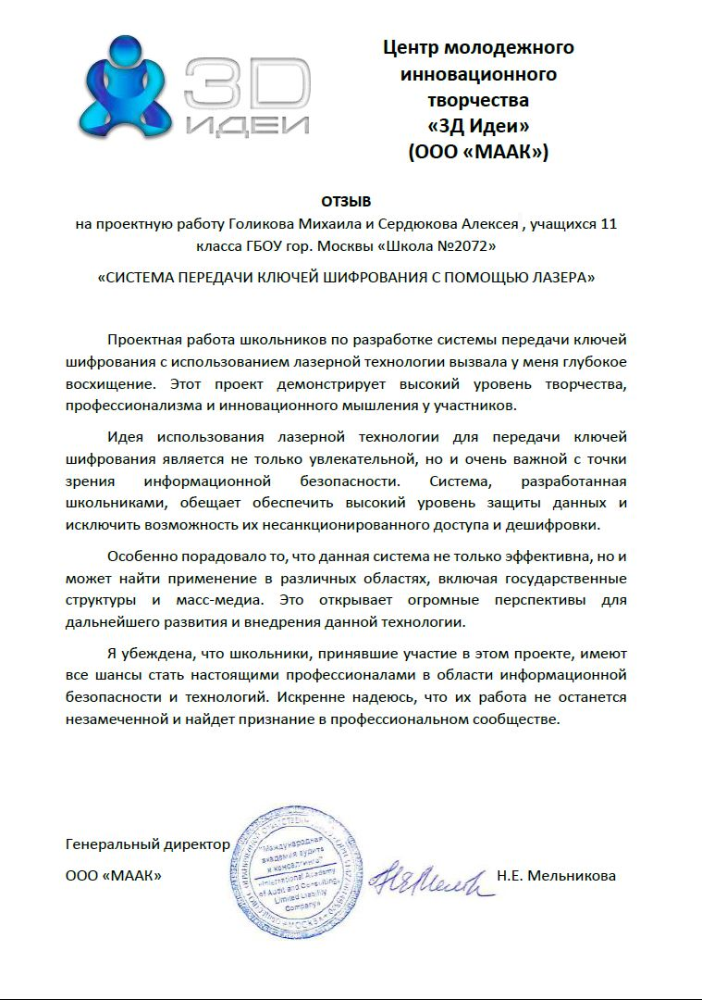 3D
ИДЕИ
Центр молодежного
инновационного
творчества
«3Д Идеи»
(ООО «МААК»)
ОТЗЫВ
на проектную работу Голикова Михаила и Сердюкова Алексея , учащихся 11
класса ГБОУ гор. Москвы «Школа №2072»
«СИСТЕМА ПЕРЕДАЧИ КЛЮЧЕЙ ШИФРОВАНИЯ С ПОМОЩЬЮ ЛАЗЕРА»
Проектная работа школьников по разработке системы передачи ключей
шифрования с использованием лазерной технологии вызвала у меня глубокое
восхищение. Этот проект демонстрирует высокий уровень творчества,
профессионализма и инновационного мышления у участников.
Идея использования лазерной технологии для передачи ключей
шифрования является не только увлекательной, но и очень важной с точки
зрения информационной безопасности. Система, разработанная
школьниками, обещает обеспечить высокий уровень защиты данных и
исключить возможность их несанкционированного доступа и дешифровки.
Особенно порадовало то, что данная система не только эффективна, но и
может найти применение в различных областях, включая государственные
структуры и масс-медиа. Это открывает огромные перспективы для
дальнейшего развития и внедрения данной технологии.
Я убеждена, что школьники, принявшие участие в этом проекте, имеют
все шансы стать настоящими профессионалами в области информационной
безопасности и технологий. Искренне надеюсь, что их работа не останется
незамеченной и найдет признание в профессиональном сообществе.
Генеральный директор
ООО «МААК»
"Международная
академия аудита
и консалтинга"
«International Academy
of Audit and Consulting»
Limited Liability
Company»
МОСКВА
Н.Е. Мельникова